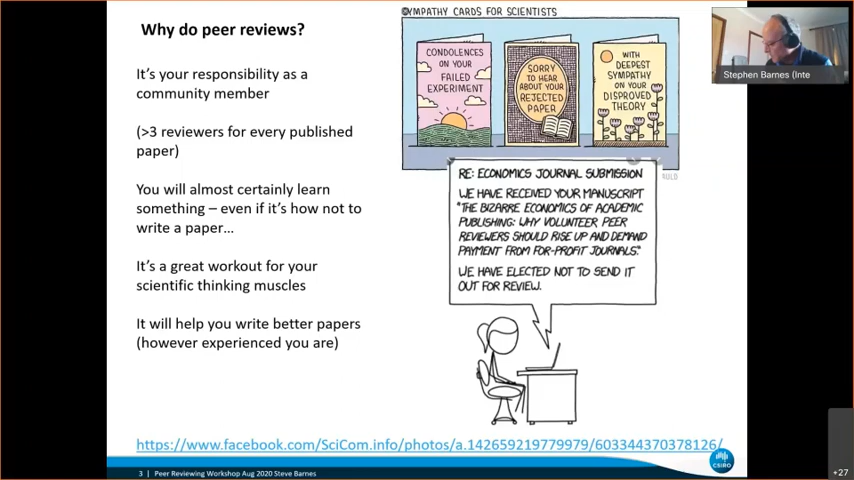 Why do peer reviews?
It's your responsibility as a
community member
(>3 reviewers for every published
paper)
You will almost certainly learn
something – even if it's how not to
write a paper...
It's a great workout for your
scientific thinking muscles
It will help you write better papers
(however experienced you are)
SYMPATHY CARDS FOR SCIENTISTS
CONDOLENCES
ON YOUR
FAILED
EXPERIMENT
SORRY
TO HEAR
ABOUT YOUR
REJECTED
PAPER
WITH
DEEPEST
SYMPATHY
ON YOUR
DISPROVED
THEORY
AULD
RE: ECONOMICS JOURNAL SUBMISSION
WE HAVE RECEIVED YOUR MANUSCRIPT
"THE BIZARRE ECONOMICS OF ACADEMIC
PUBLISHING: WHY VOLUNTEER PEER
REVIEWERS SHOULD RISE UP AND DEMAND
PAYMENT FROM FOR-PROFIT JOURNALS."
WE HAVE ELECTED NOT TO SEND IT
OUT FOR REVIEW.
Stephen Barnes (Inte
https://www.facebook.com/SciCom.info/photos/a.142659219779979/603344370378126/
3 | Peer Reviewing Workshop Aug 2020 Steve Barnes
CSIRO
+27